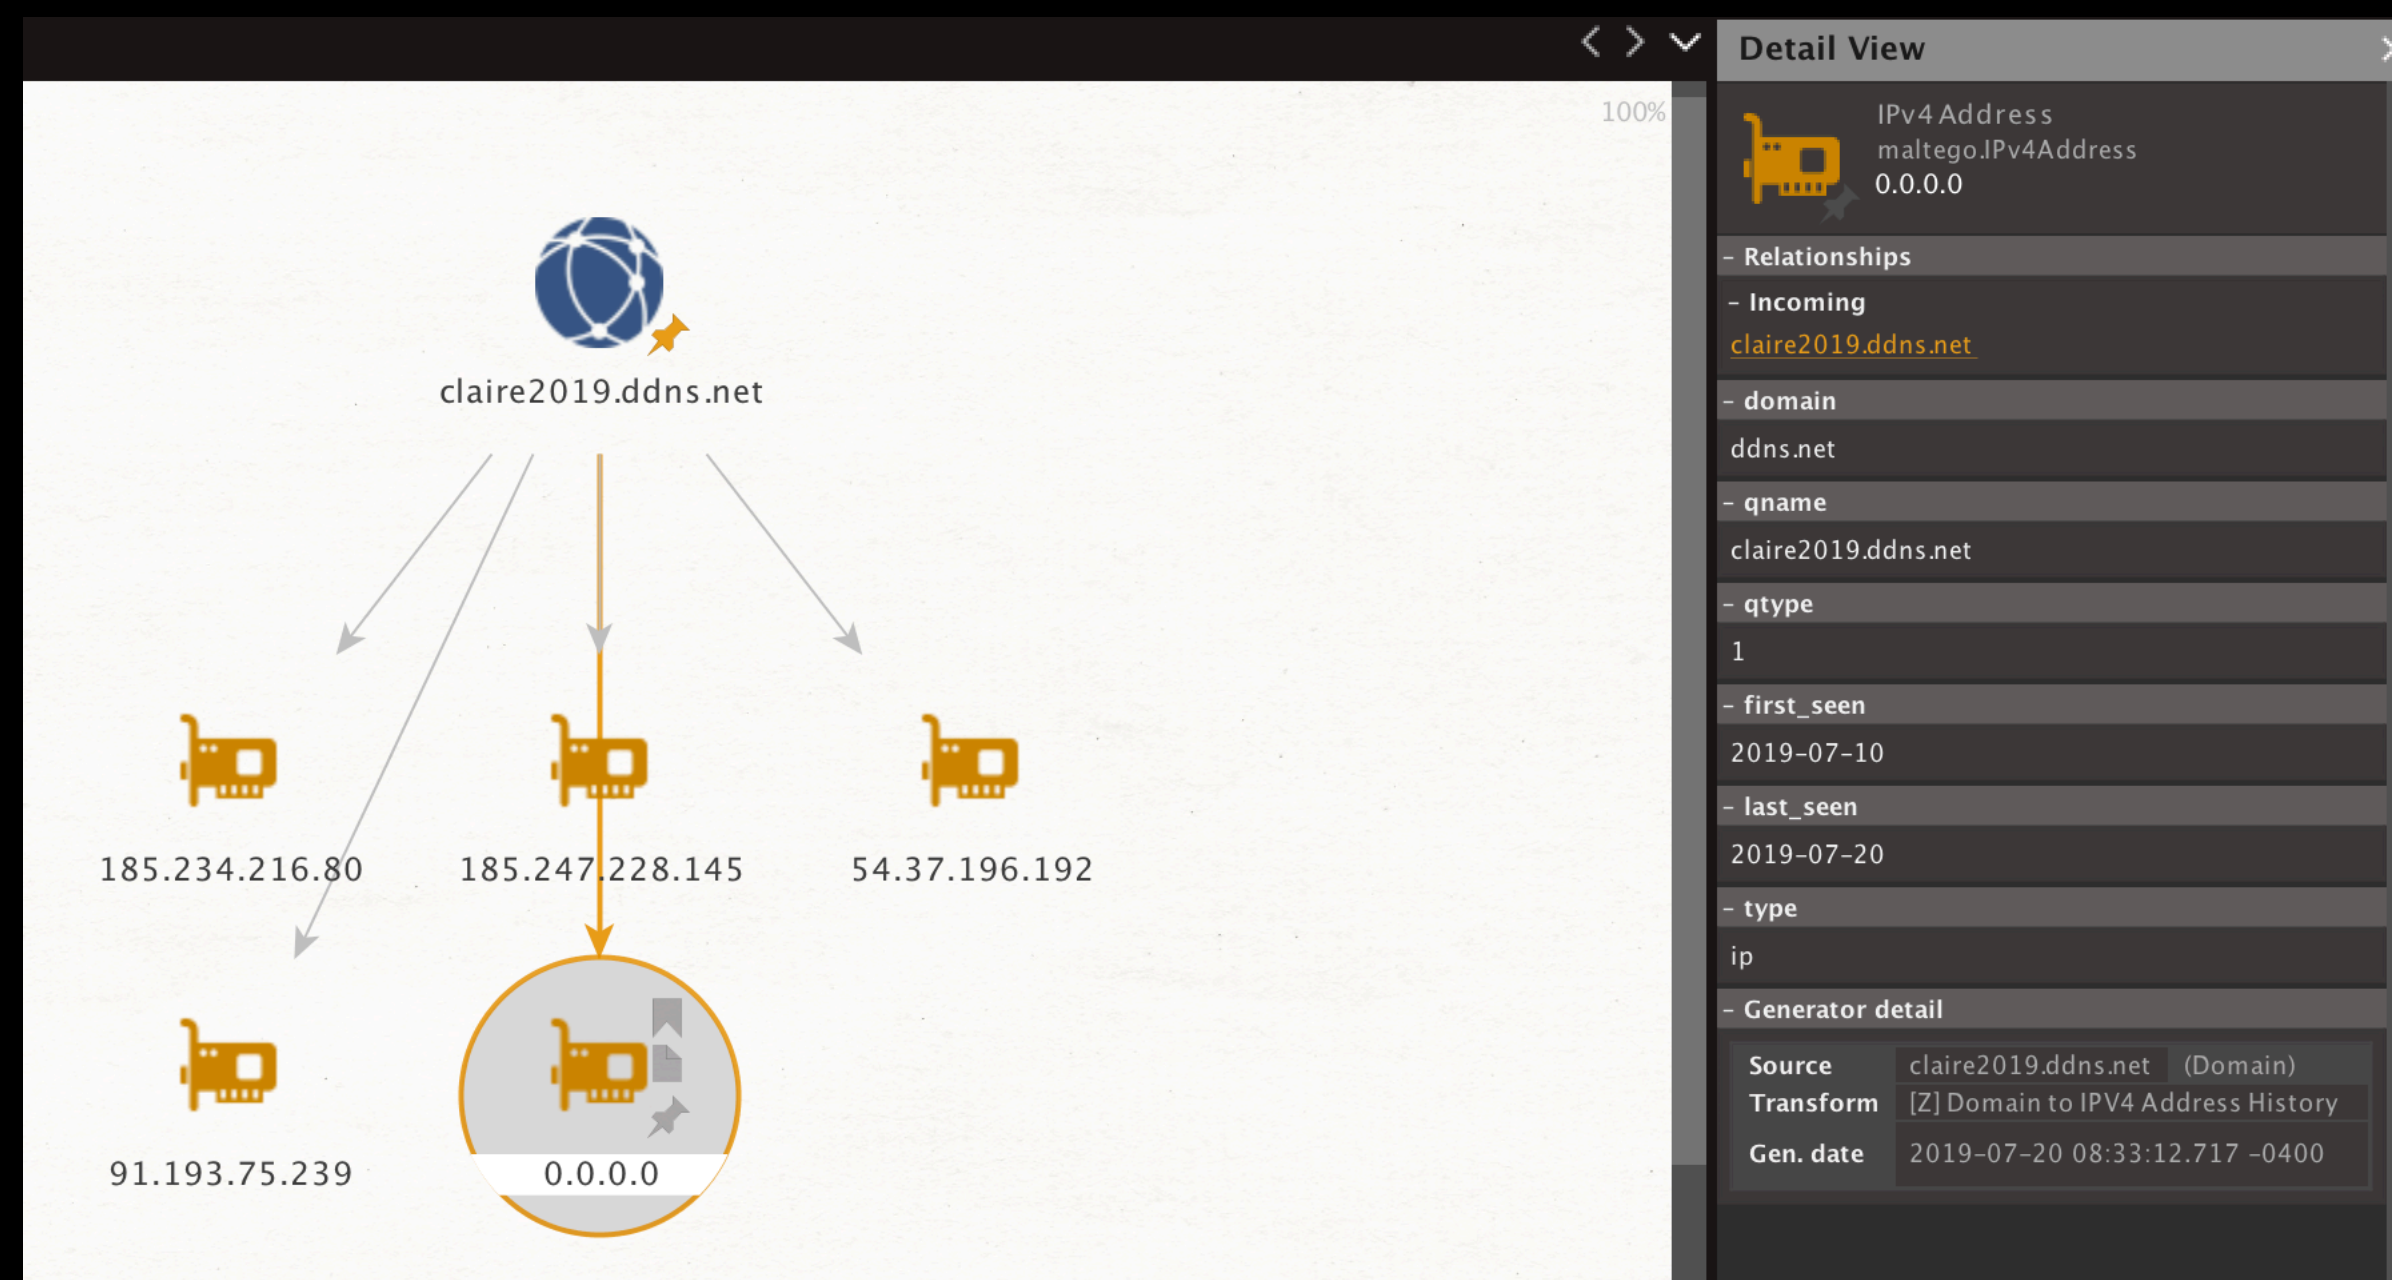 100%
claire2019.ddns.net
185.234.216.80
185.247.228.145
54.37.196.192
91.193.75.239
0.0.0.0
Detail View
IPv4 Address
maltego.IPv4Address
0.0.0.0
– Relationships
– Incoming
claire2019.ddns.net
– domain
ddns.net
– qname
claire2019.ddns.net
– qtype
1
– first_seen
2019-07-10
– last_seen
2019-07-20
– type
ip
– Generator detail
Source claire2019.ddns.net (Domain)
Transform [Z] Domain to IPV4 Address History
Gen. date 2019-07-20 08:33:12.717 -0400